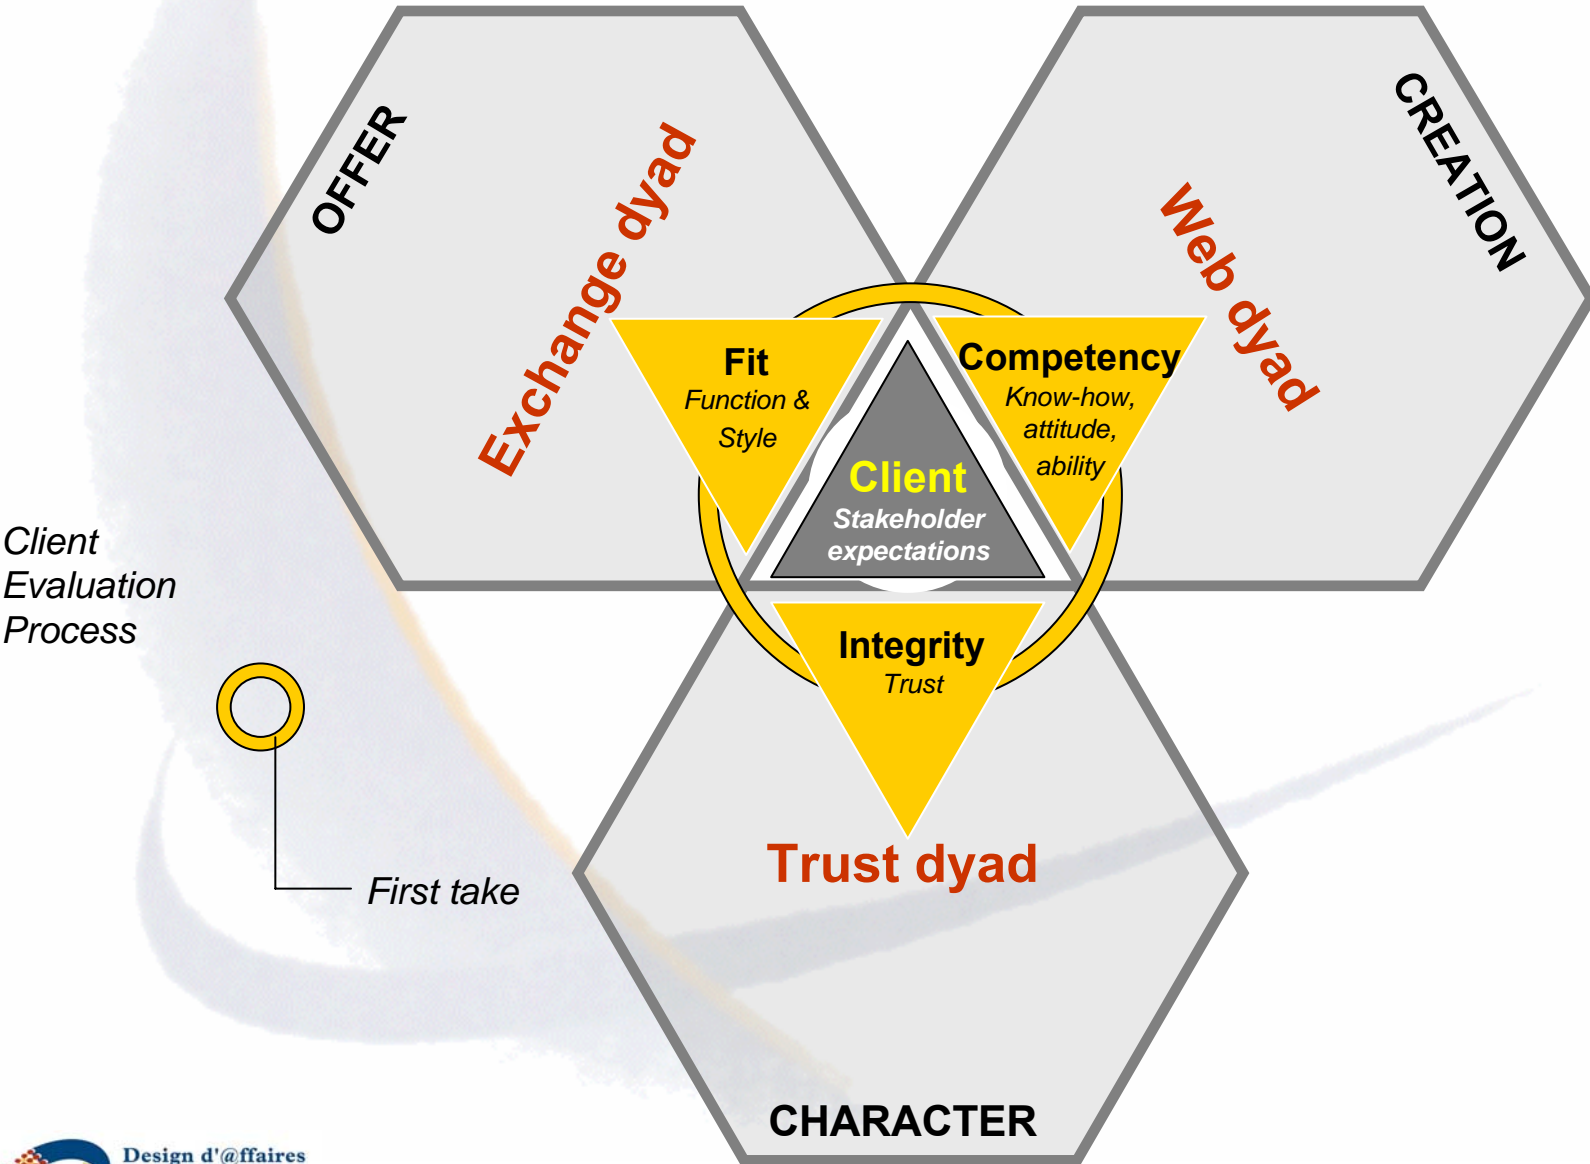 OFFER
Exchange dyad
CREATION
Web dyad
Fit
Function &
Style
Competency
Know-how,
attitude,
ability
Client
Stakeholder
expectations
Client
Evaluation
Process
Integrity
Trust
Trust dyad
First take
CHARACTER
Design d'@ffaires